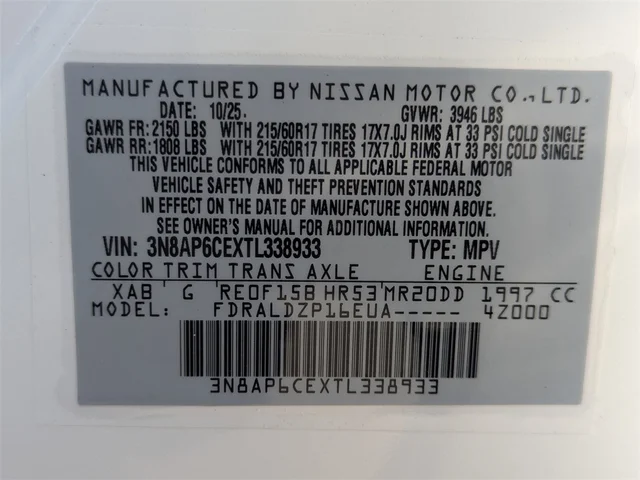 MANUFACTURED BY NISSAN MOTOR CO., LTD.
DATE: 10/25. GVWR: 3946 LBS
GAWR FR: 2150 LBS WITH 215/60R17 TIRES 17X7.0J RIMS AT 33 PSI COLD SINGLE
GAWR RR: 1808 LBS WITH 215/60R17 TIRES 17X7.0J RIMS AT 33 PSI COLD SINGLE
THIS VEHICLE CONFORMS TO ALL APPLICABLE FEDERAL MOTOR
VEHICLE SAFETY AND THEFT PREVENTION STANDARDS
IN EFFECT ON THE DATE OF MANUFACTURE SHOWN ABOVE.
SEE OWNER'S MANUAL FOR ADDITIONAL INFORMATION.
VIN: 3N8AP6CEXTL338933 TYPE: MPV
COLOR TRIM TRANS AXLE ENGINE
XAB G RE0F15B HR53 MR20DD 1997 CC
MODEL: FDRALDZP16EUA----- 4Z000
3N8AP6CEXTL338933